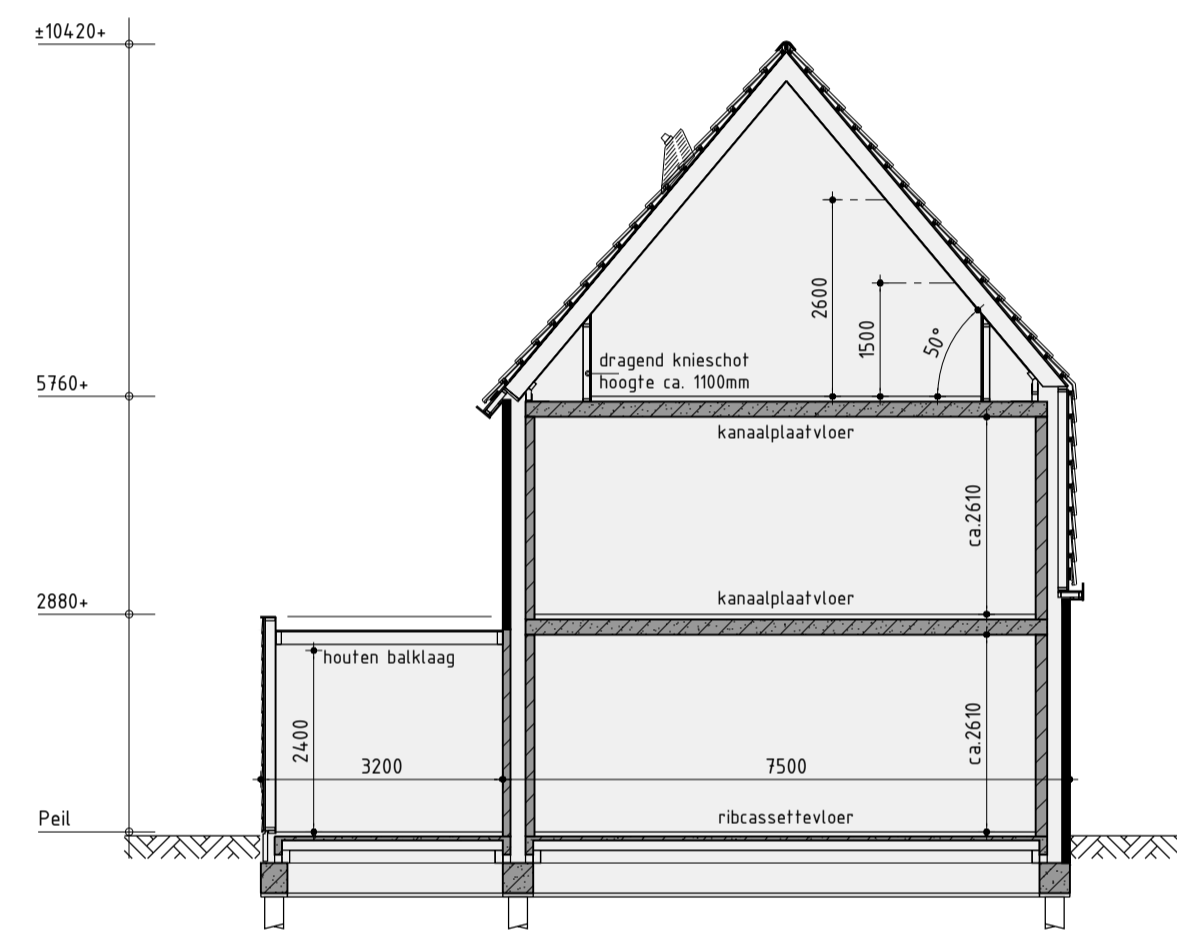 ±10420+
2600
1500
50°
dragend knieschot
hoogte ca. 1100mm
5760+
kanaalplaatvloer
ca.2610
2880+
kanaalplaatvloer
houten balklaag
2400
ca.2610
3200
7500
Peil
ribcassettevloer